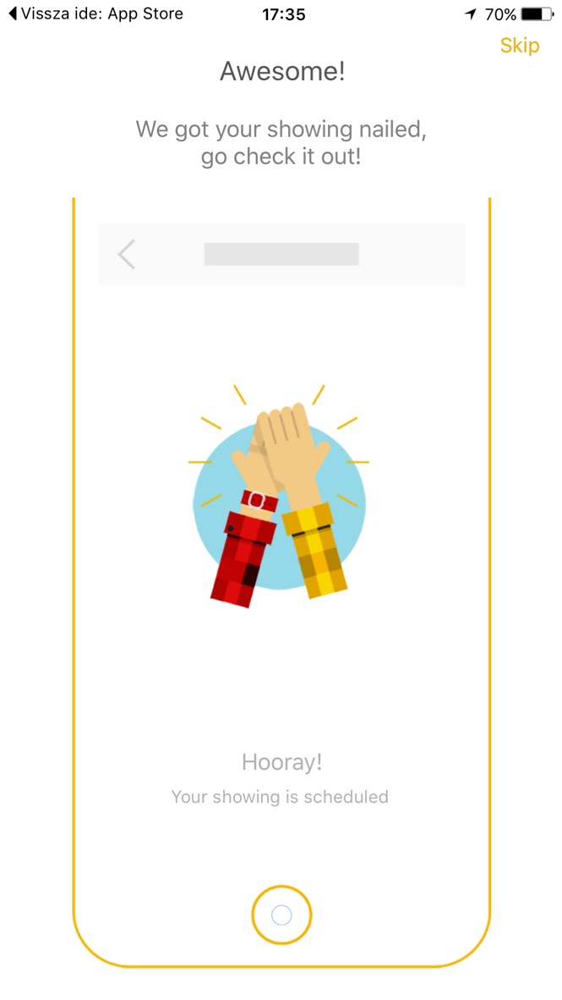 Vissza ide: App Store
17:35
70%
Skip
Awesome!
We got your showing nailed,
go check it out!
Hooray!
Your showing is scheduled